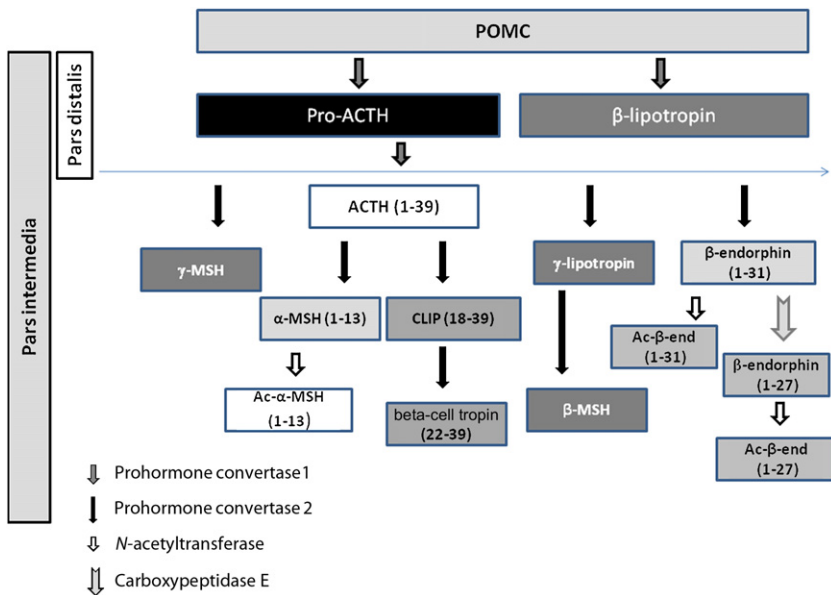 POMC
Pars distalis
Pro-ACTH
β-lipotropin
Pars intermedia
ACTH (1-39)
γ-MSH
γ-lipotropin
β-endorphin
(1-31)
α-MSH (1-13)
CLIP (18-39)
Ac-β-end
(1-31)
β-endorphin
(1-27)
Ac-α-MSH
(1-13)
beta-cell tropin
(22-39)
β-MSH
Ac-β-end
(1-27)
Prohormone convertase 1
Prohormone convertase 2
N-acetyltransferase
Carboxypeptidase E